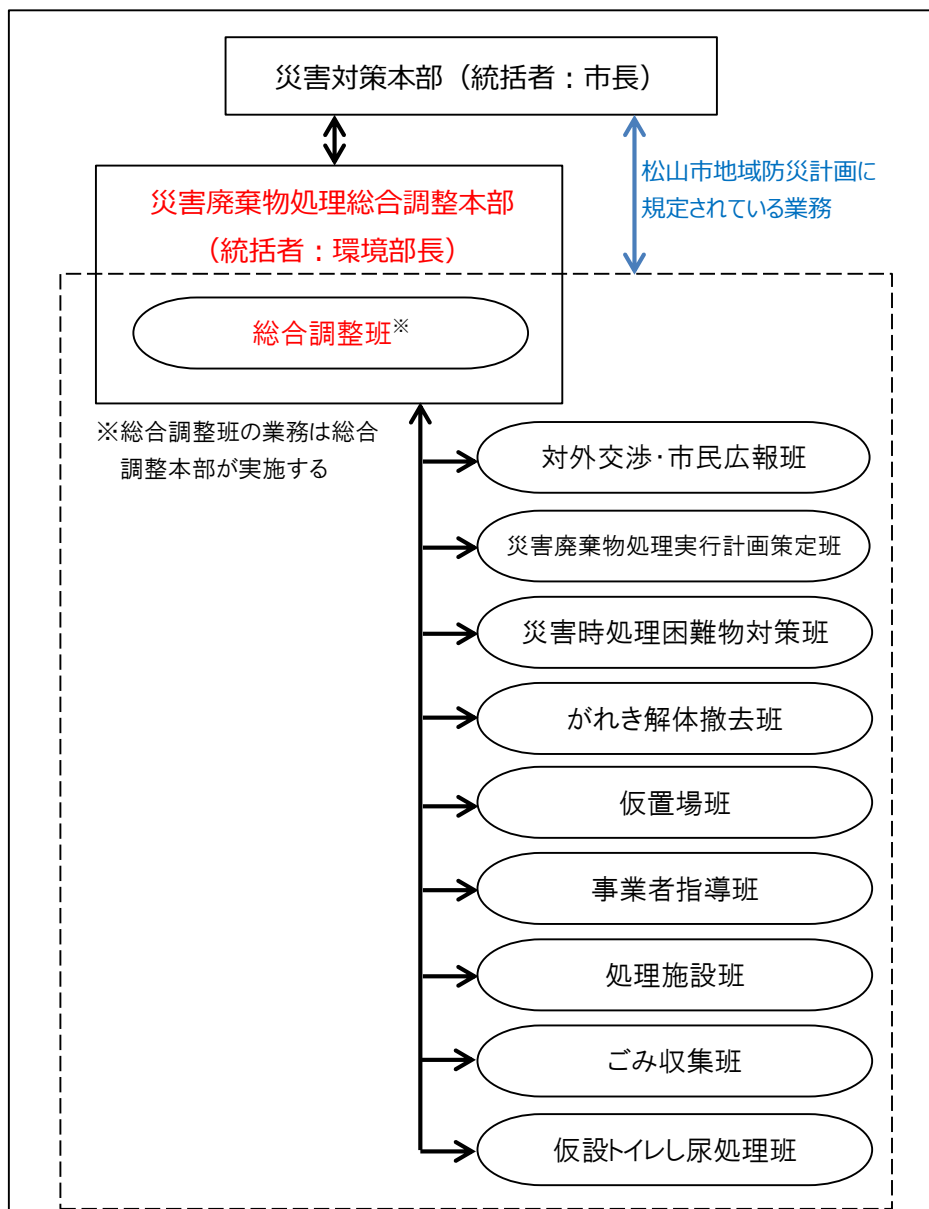 災害対策本部（統括者：市長）
災害廃棄物処理総合調整本部
（統括者：環境部長）
松山市地域防災計画に
規定されている業務
総合調整班※
※総合調整班の業務は総合
調整本部が実施する
対外交渉・市民広報班
災害廃棄物処理実行計画策定班
災害時処理困難物対策班
がれき解体撤去班
仮置場班
事業者指導班
処理施設班
ごみ収集班
仮設トイレし尿処理班